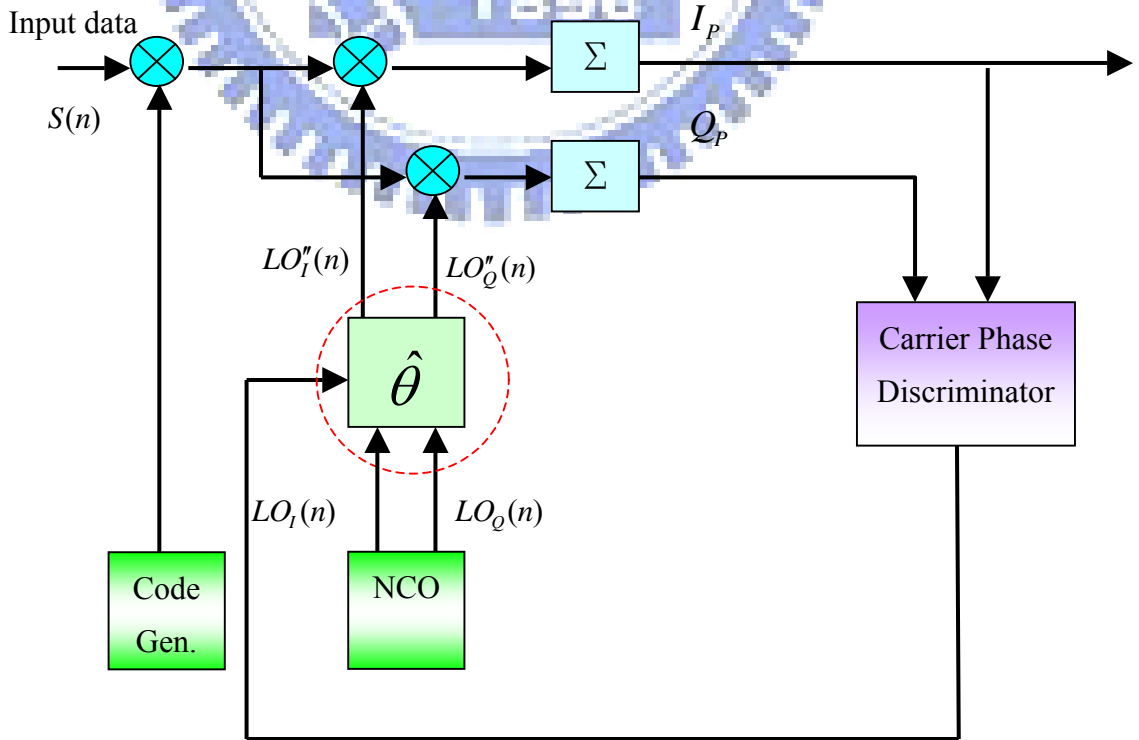 Input data
I_P
Σ
S(n)
Q_P
Σ
LO″_I(n)
LO″_Q(n)
θ̂
Carrier Phase
Discriminator
LO_I(n)
LO_Q(n)
Code
Gen.
NCO